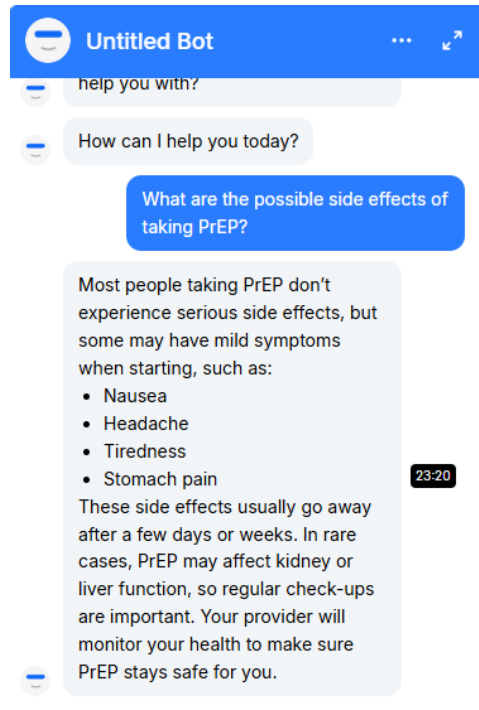 Untitled Bot
help you with?
How can I help you today?
What are the possible side effects of
taking PrEP?
Most people taking PrEP don’t
experience serious side effects, but
some may have mild symptoms
when starting, such as:
• Nausea
• Headache
• Tiredness
• Stomach pain
23:20
These side effects usually go away
after a few days or weeks. In rare
cases, PrEP may affect kidney or
liver function, so regular check-ups
are important. Your provider will
monitor your health to make sure
PrEP stays safe for you.